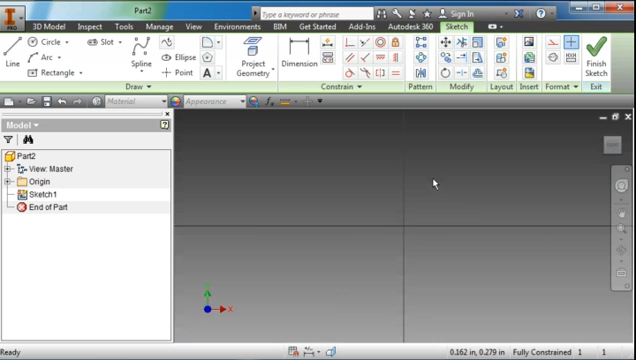 Part2
Type a keyword or phrase
Sign In
PRO
3D Model Inspect Tools Manage View Environments BIM Get Started Add-Ins Autodesk 360 Sketch
Line Circle Arc Rectangle Slot Spline Ellipse Point Project Geometry Dimension Finish Sketch
Draw Constrain Pattern Modify Layout Insert Format Exit
Material Appearance
Model
Part2
View: Master
Origin
Sketch1
End of Part
X
Ready 0.162 in, 0.279 in Fully Constrained 1 1